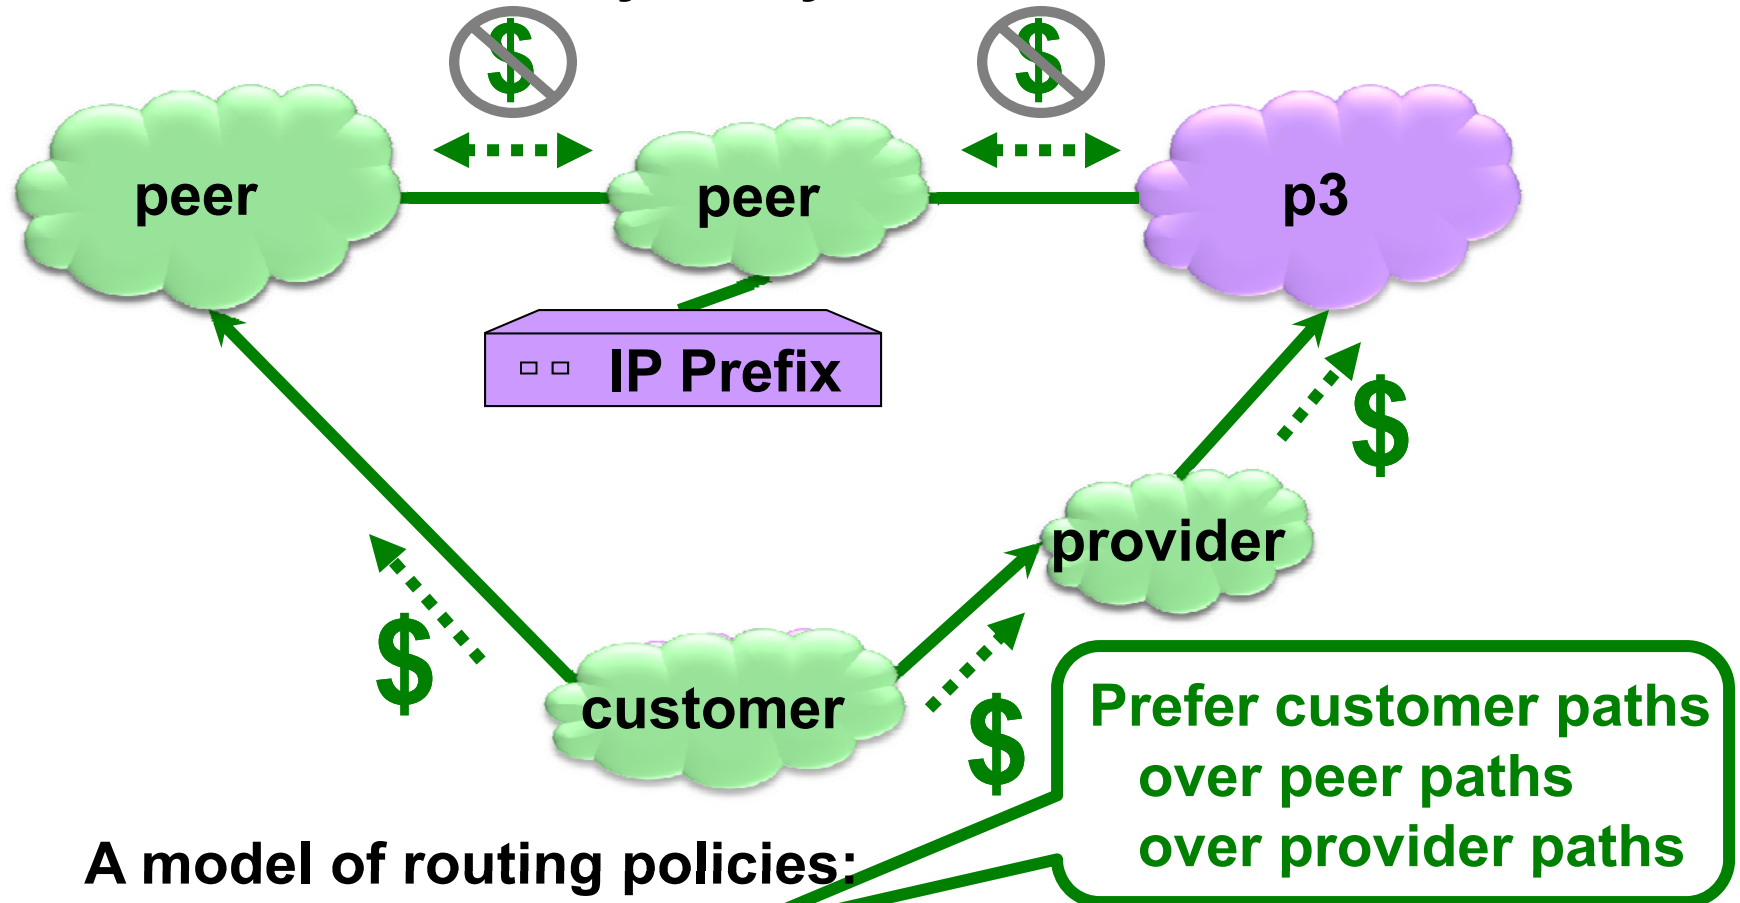 $ $
peer peer p3
IP Prefix
$
provider
$
customer
$
Prefer customer paths
over peer paths
over provider paths
A model of routing policies: